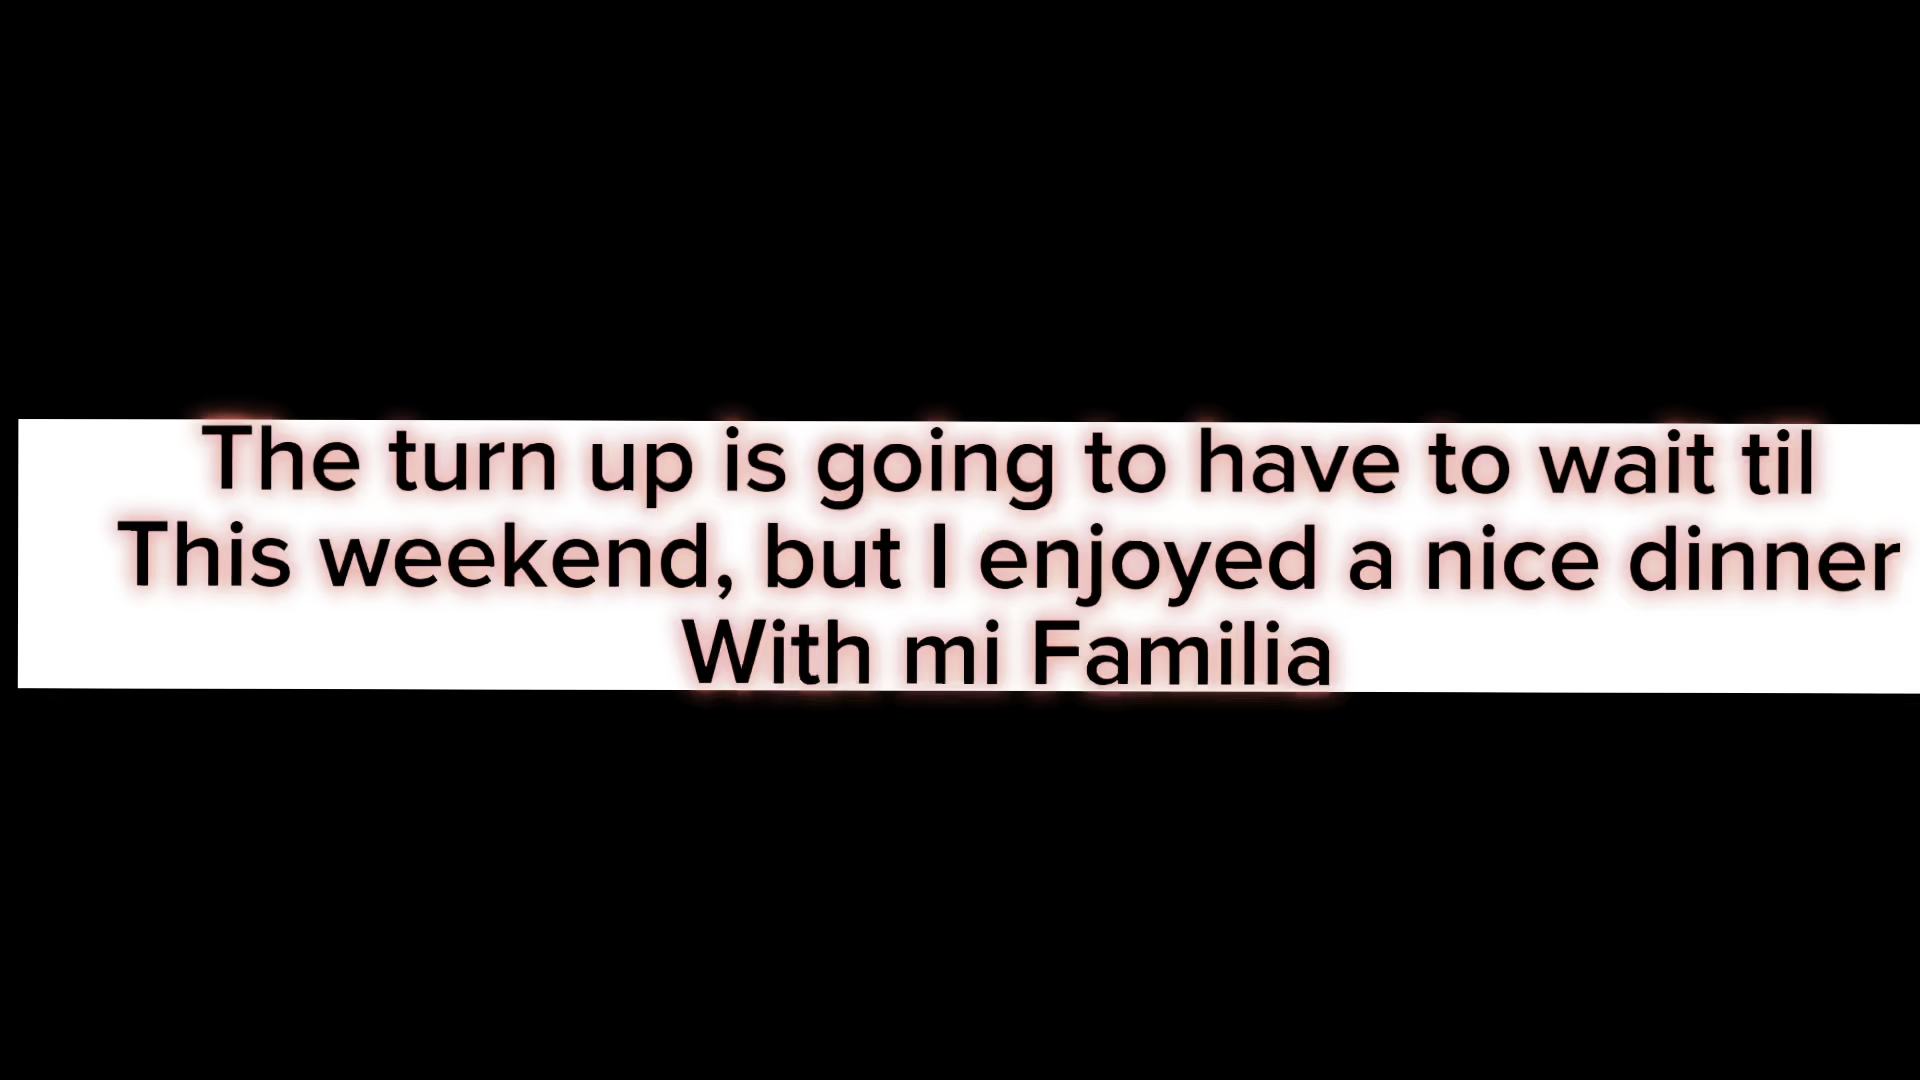 The turn up is going to have to wait til
This weekend, but I enjoyed a nice dinner
With mi Familia